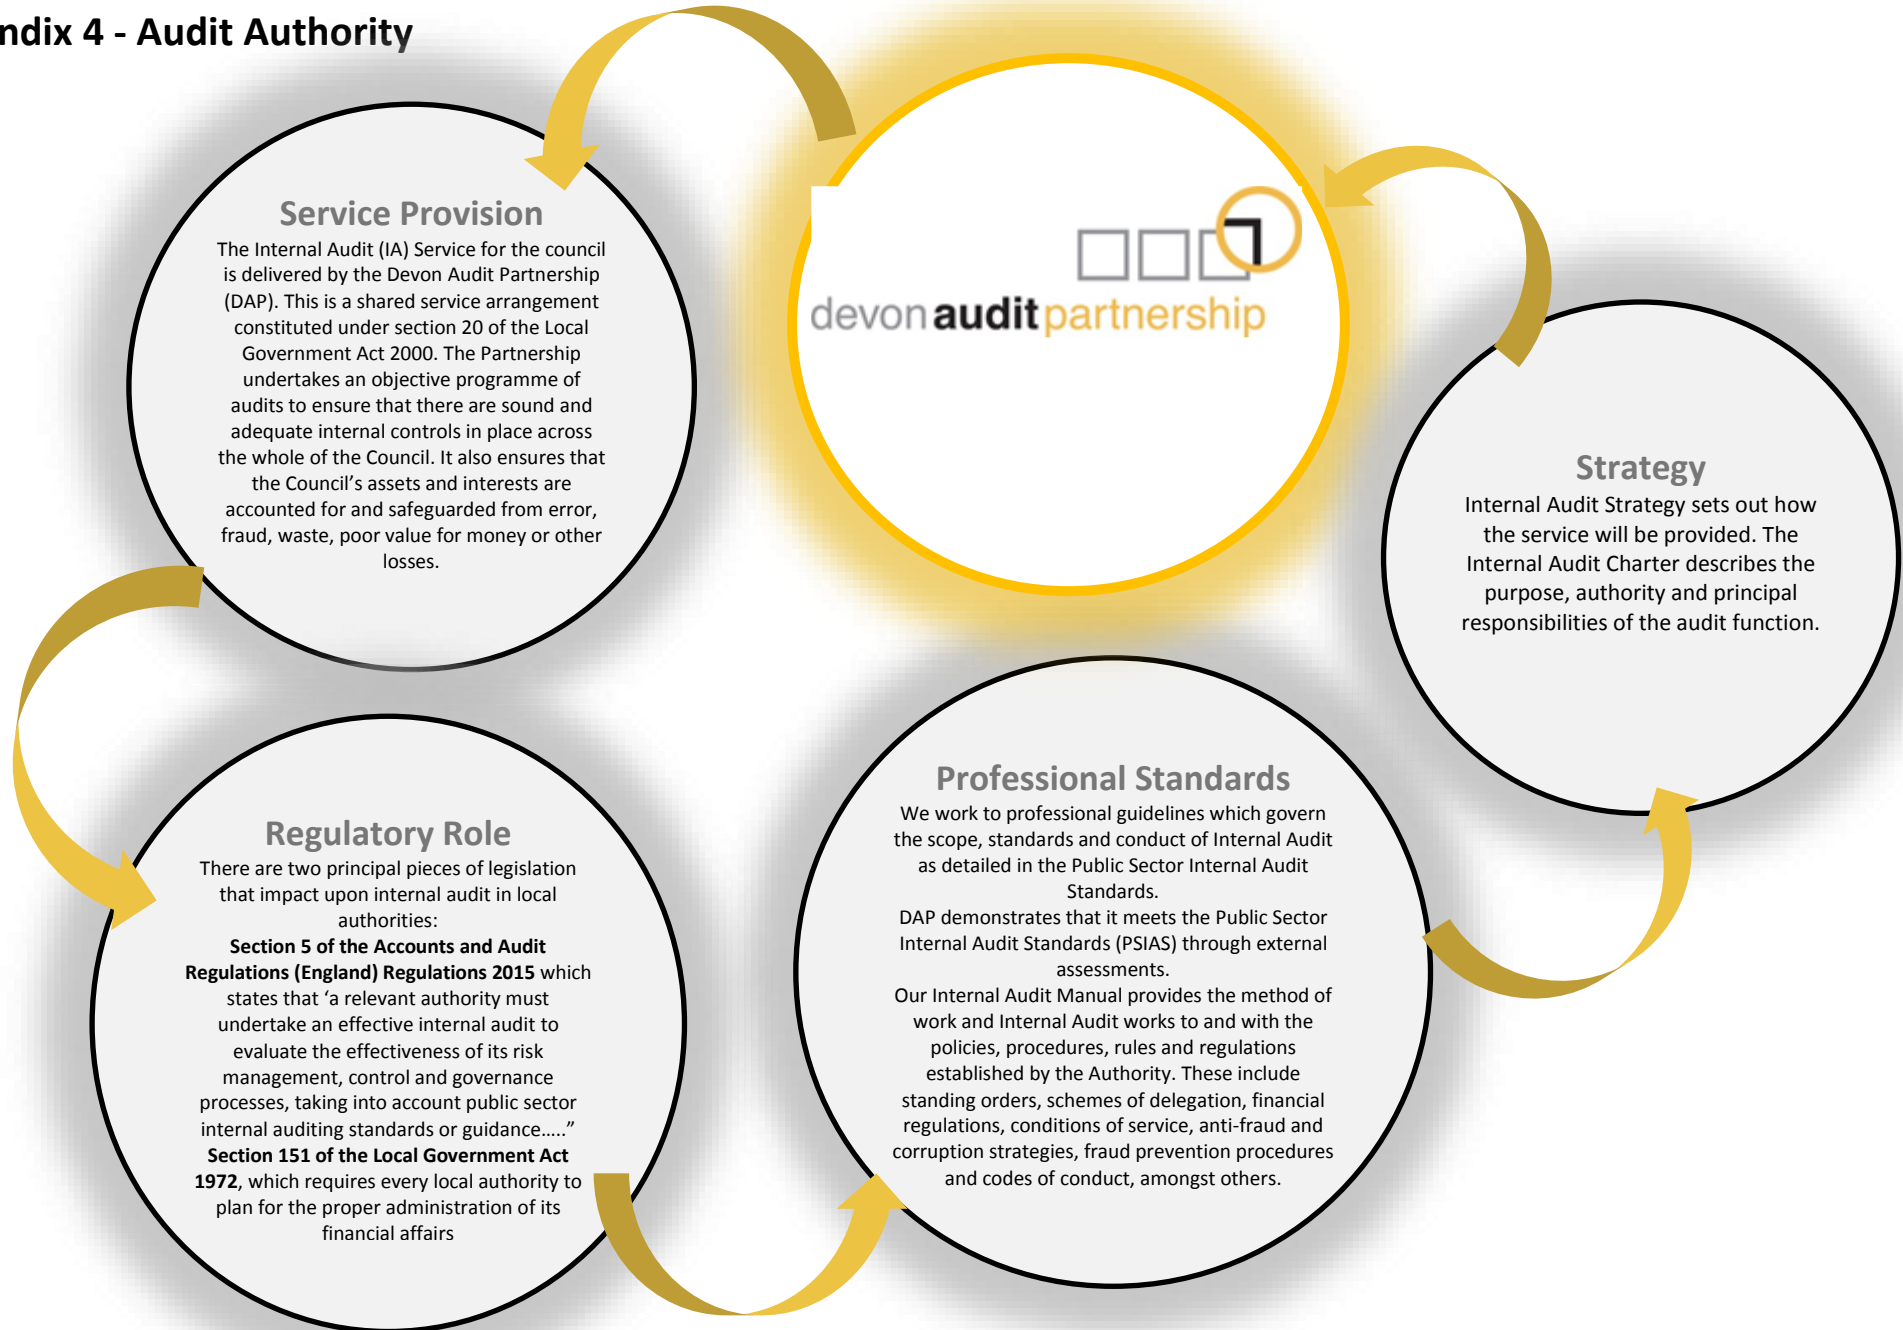 ndix 4 - Audit Authority
Service Provision
The Internal Audit (IA) Service for the council
is delivered by the Devon Audit Partnership
(DAP). This is a shared service arrangement
constituted under section 20 of the Local
Government Act 2000. The Partnership
undertakes an objective programme of
audits to ensure that there are sound and
adequate internal controls in place across
the whole of the Council. It also ensures that
the Council’s assets and interests are
accounted for and safeguarded from error,
fraud, waste, poor value for money or other
losses.
devonauditpartnership
Strategy
Internal Audit Strategy sets out how
the service will be provided. The
Internal Audit Charter describes the
purpose, authority and principal
responsibilities of the audit function.
Regulatory Role
There are two principal pieces of legislation
that impact upon internal audit in local
authorities:
Section 5 of the Accounts and Audit
Regulations (England) Regulations 2015 which
states that ‘a relevant authority must
undertake an effective internal audit to
evaluate the effectiveness of its risk
management, control and governance
processes, taking into account public sector
internal auditing standards or guidance…..”
Section 151 of the Local Government Act
1972, which requires every local authority to
plan for the proper administration of its
financial affairs
Professional Standards
We work to professional guidelines which govern
the scope, standards and conduct of Internal Audit
as detailed in the Public Sector Internal Audit
Standards.
DAP demonstrates that it meets the Public Sector
Internal Audit Standards (PSIAS) through external
assessments.
Our Internal Audit Manual provides the method of
work and Internal Audit works to and with the
policies, procedures, rules and regulations
established by the Authority. These include
standing orders, schemes of delegation, financial
regulations, conditions of service, anti-fraud and
corruption strategies, fraud prevention procedures
and codes of conduct, amongst others.